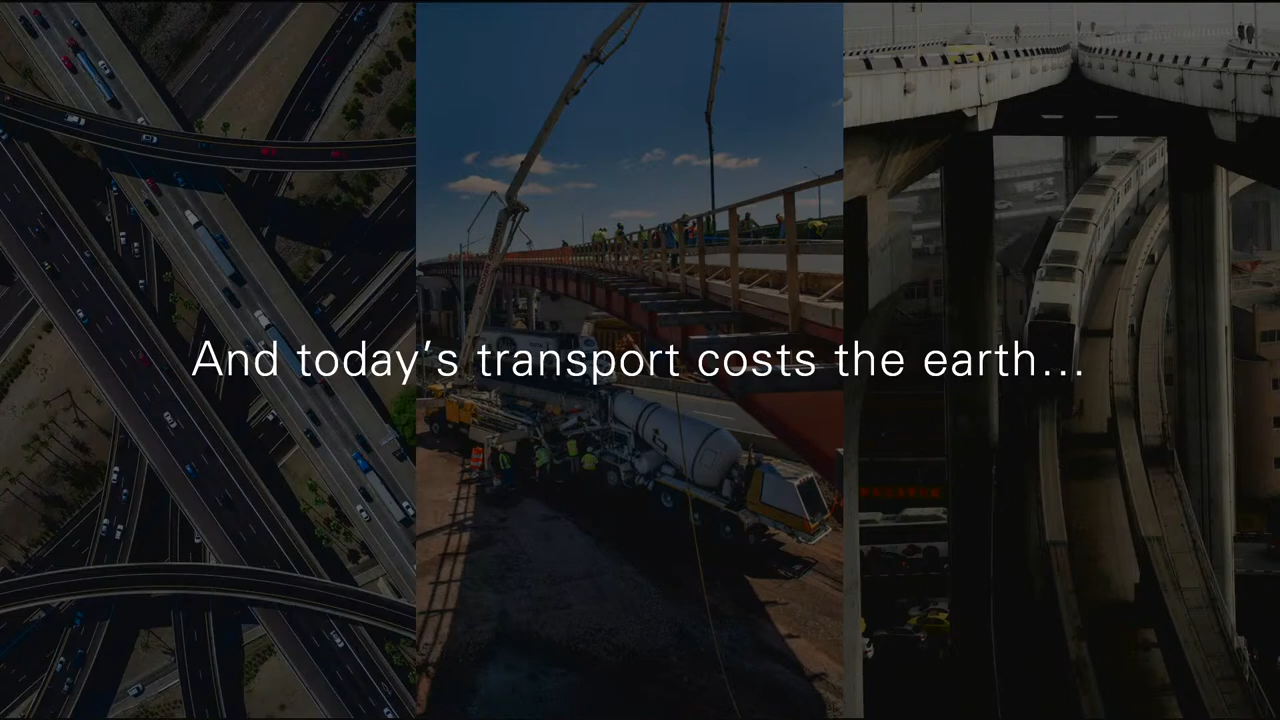 And today’s transport costs the earth…